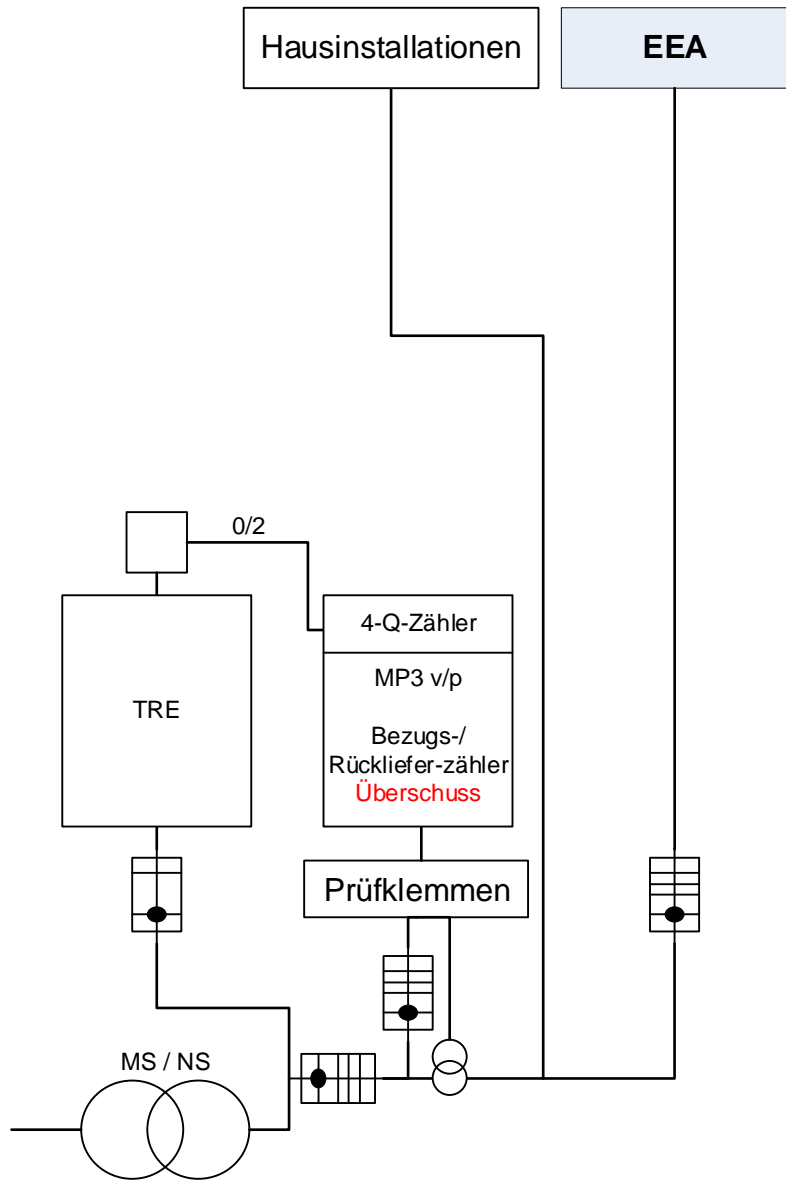 Hausinstallationen
EEA
0/2
4-Q-Zähler
TRE
MP3 v/p
Bezugs-/
Rückliefer-zähler
Überschuss
Prüfklemmen
MS / NS